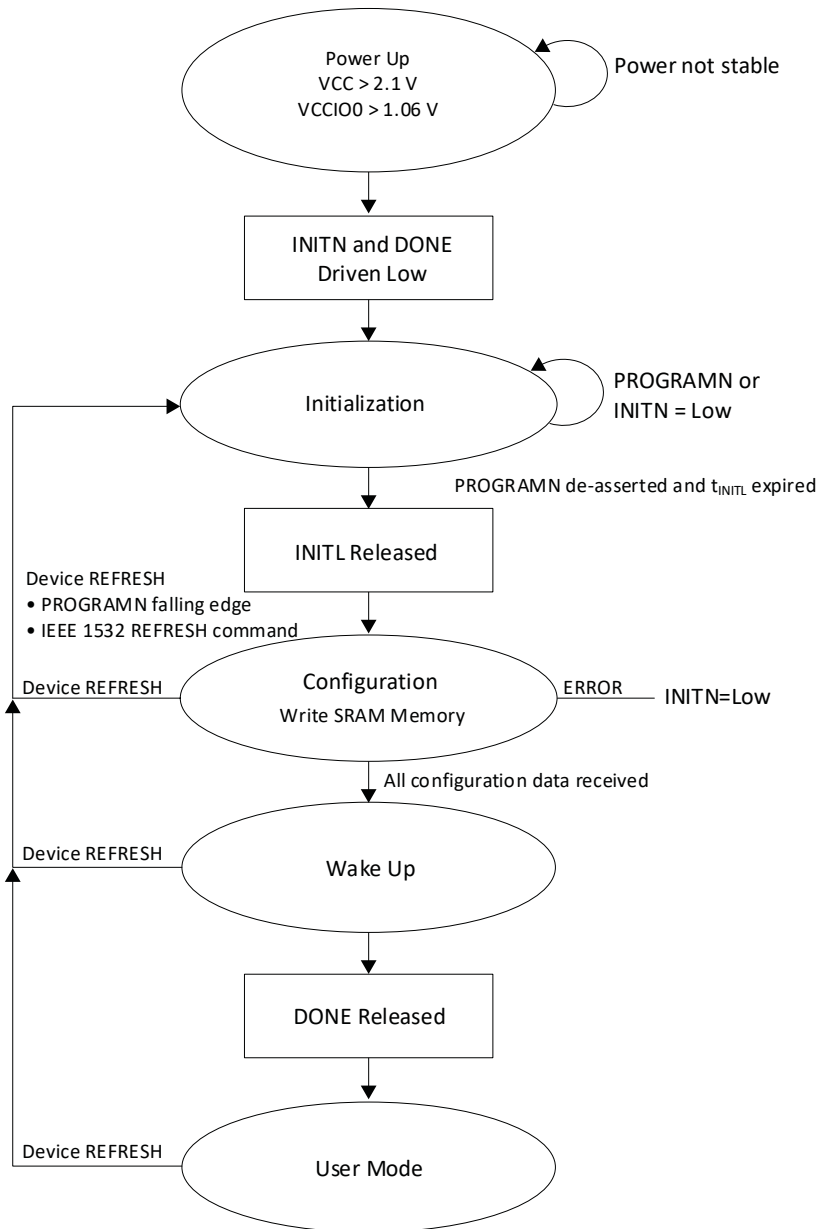 Power Up
VCC > 2.1 V
VCCIO0 > 1.06 V
Power not stable
INITN and DONE
Driven Low
Initialization
PROGRAMN or
INITN = Low
PROGRAMN de-asserted and tINITL expired
INITL Released
Device REFRESH
• PROGRAMN falling edge
• IEEE 1532 REFRESH command
Device REFRESH
Configuration
Write SRAM Memory
ERROR
INITN=Low
All configuration data received
Device REFRESH
Wake Up
DONE Released
Device REFRESH
User Mode